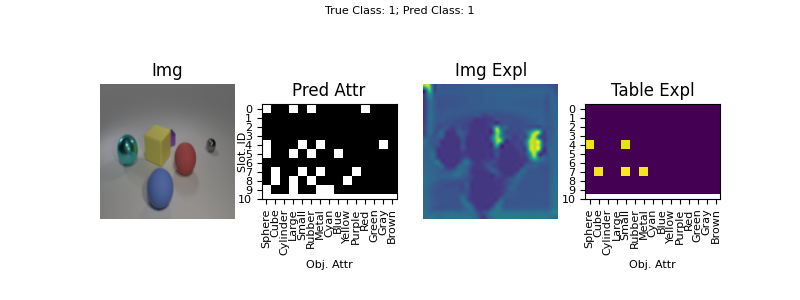 True Class: 1; Pred Class: 1
Img
Pred Attr
Img Expl
Table Expl
Slot. ID
0
1
2
3
4
5
6
7
8
9
10
0
1
2
3
4
5
6
7
8
9
10
Sphere
Cube
Cylinder
Large
Small
Rubber
Metal
Cyan
Blue
Yellow
Purple
Red
Green
Gray
Brown
Sphere
Cube
Cylinder
Large
Small
Rubber
Metal
Cyan
Blue
Yellow
Purple
Red
Green
Gray
Brown
Obj. Attr
Obj. Attr